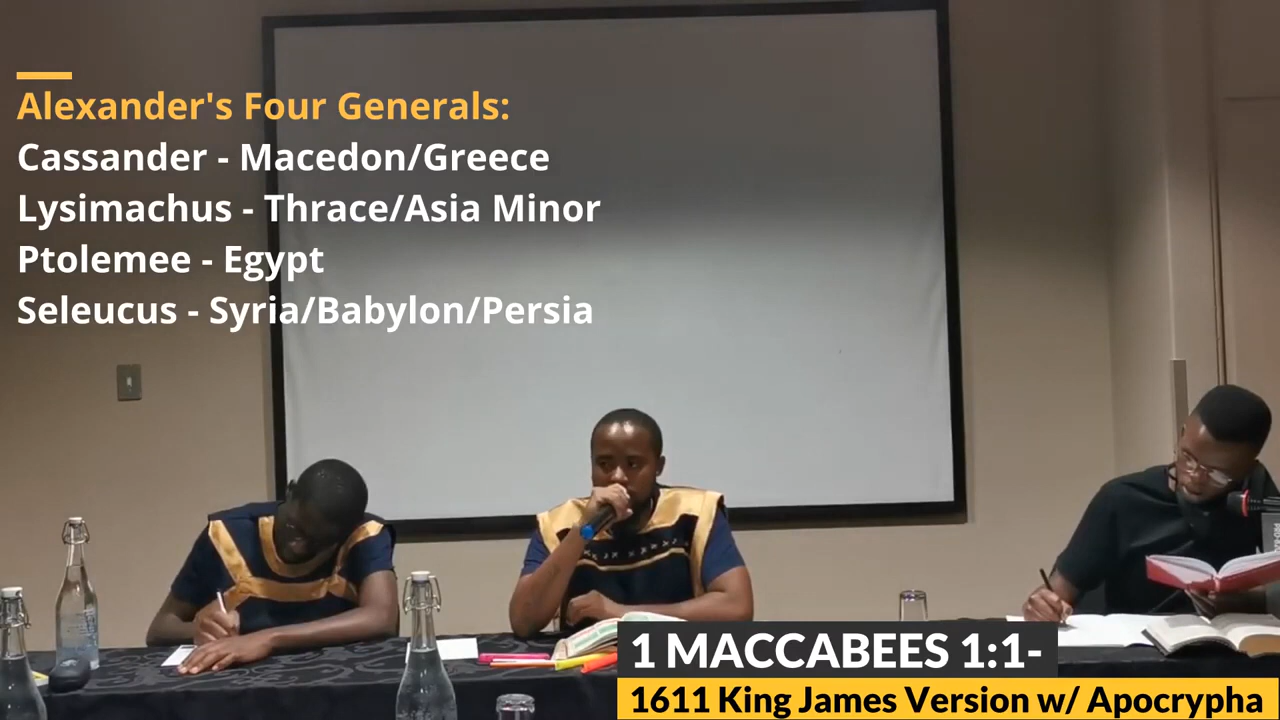 Alexander's Four Generals:
Cassander - Macedon/Greece
Lysimachus - Thrace/Asia Minor
Ptolemee - Egypt
Seleucus - Syria/Babylon/Persia
1 MACCABEES 1:1-
1611 King James Version w/ Apocrypha